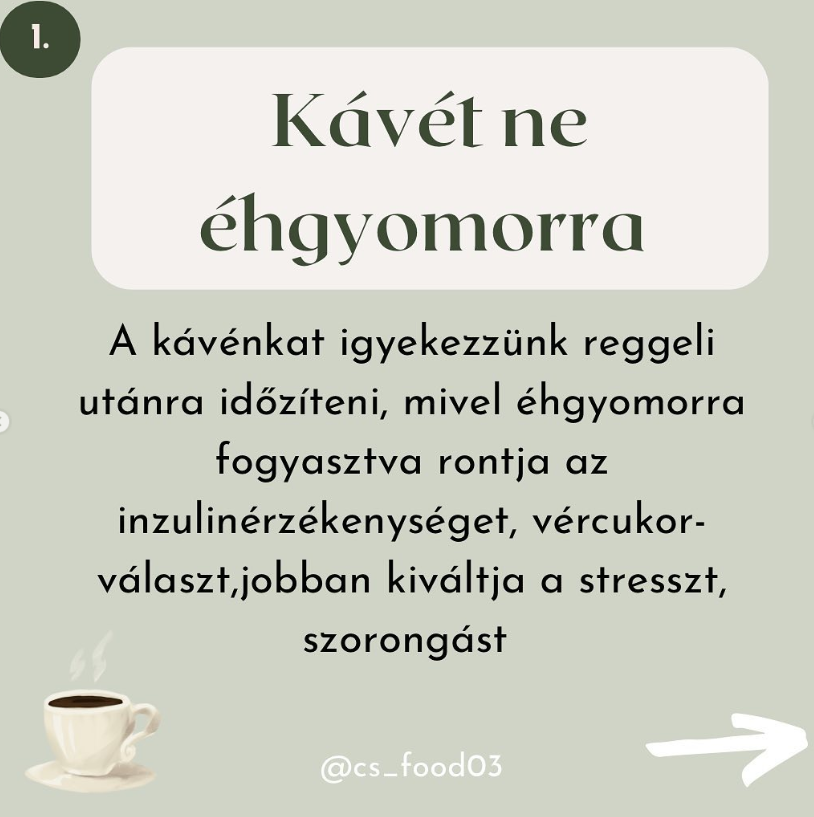 1.
Kávét ne
éhgyomorra
A kávénkat igyekezzünk reggeli
utánra időzíteni, mivel éhgyomorra
fogyasztva rontja az
inzulinérzékenységet, vércukor-
választ,jobban kiváltja a stresszt,
szorongást
@cs_food03